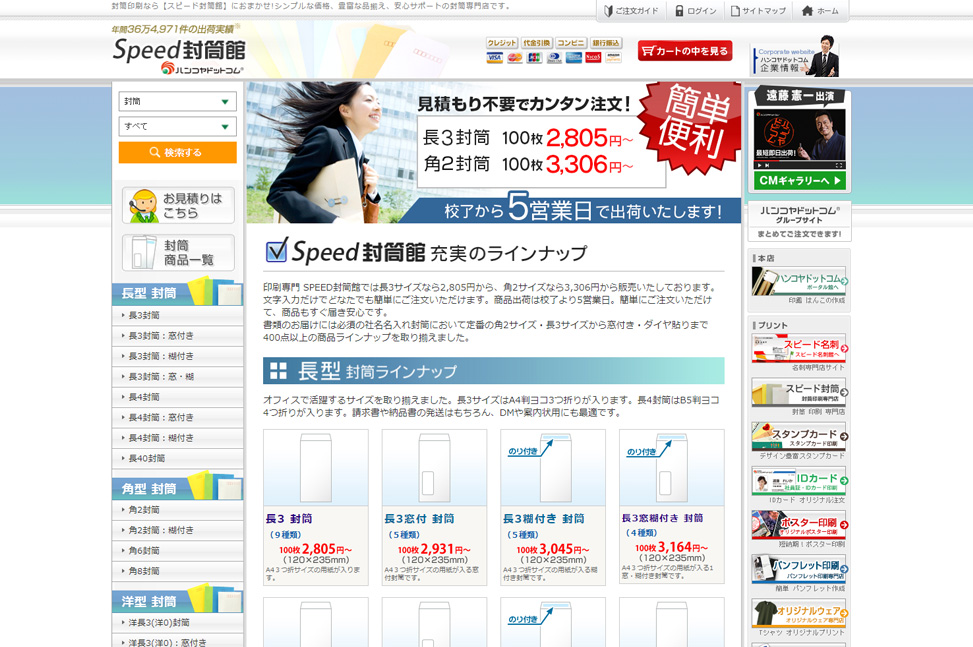 封筒印刷なら【スピード封筒館】におまかせ!シンプルな価格、豊富な品揃え、安心サポートの封筒専門店です。
ご注文ガイド
ログイン
サイトマップ
ホーム
年間36万4,971件の出荷実績
Speed封筒館
ハンコヤドットコム
クレジット 代金引換 コンビニ 銀行振込
VISA
JCB
カートの中を見る
Corporate website
ハンコヤドットコム
企業情報
封筒
すべて
検索する
お見積りは
こちら
封筒
商品一覧
長型 封筒
長3封筒
長3封筒：窓付き
長3封筒：糊付き
長3封筒：窓・糊
長4封筒
長4封筒：窓付き
長4封筒：糊付き
長40封筒
角型 封筒
角2封筒
角2封筒：糊付き
角6封筒
角8封筒
洋型 封筒
洋長3(洋0)封筒
洋長3(洋0)：窓付き
見積もり不要でカンタン注文!
長3封筒 100枚 2,805円〜
角2封筒 100枚 3,306円〜
簡単
便利
校了から5営業日で出荷いたします!
Speed封筒館 充実のラインナップ
印刷専門 SPEED封筒館では長3サイズなら2,805円から、角2サイズなら3,306円から販売いたしております。
文字入力だけでどなたでも簡単にご注文いただけます。商品出荷は校了より5営業日。簡単にご注文いただけ
て、商品もすぐ届き安心です。
書類のお届けには必須の社名名入れ封筒において定番の角2サイズ・長3サイズから窓付き・ダイヤ貼りまで
400点以上の商品ラインナップを取り揃えました。
長型 封筒ラインナップ
オフィスで活躍するサイズを取り揃えました。長3サイズはA4判ヨコ3つ折りが入ります。長4封筒はB5判ヨコ
4つ折りが入ります。請求書や納品書の発送はもちろん、DMや案内状用にも最適です。
長3 封筒
（9種類）
100枚2,805円〜
（120×235mm）
A4３つ折サイズの用紙が入りま
す。
長3窓付 封筒
（5種類）
100枚2,931円〜
（120×235mm）
A4３つ折サイズの用紙が入る窓
付き封筒です。
のり付き
長3糊付き 封筒
（5種類）
100枚3,045円〜
（120×235mm）
A4３つ折サイズの用紙が入る糊
付き封筒です。
のり付き
長3窓糊付き 封筒
（4種類）
100枚3,164円〜
（120×235mm）
A4３つ折サイズの用紙が入る1
窓・糊付き封筒です。
のり付き
遠藤憲一出演
最短即日出荷!
CMギャラリーへ
ハンコヤドットコム
グループサイト
まとめてご注文できます!
本店
ハンコヤドットコム
ポータル館へ
印鑑 はんこの作成
プリント
スピード名刺
スピード名刺館へ
名刺専門店サイト
スピード封筒
封筒印刷専門店
封筒 印刷 専門店
スタンプカード
スタンプカード印刷
デザイン豊富スタンプカード
IDカード
社員証・IDカード印刷
IDカード オリジナル注文
ポスター印刷
オリジナルポスター印刷
短納期！ポスター印刷
パンフレット印刷
パンフレット印刷専門店
簡単 パンフレット作成
オリジナルウェア
オリジナルウェア専門店
Tシャツ オリジナルプリント